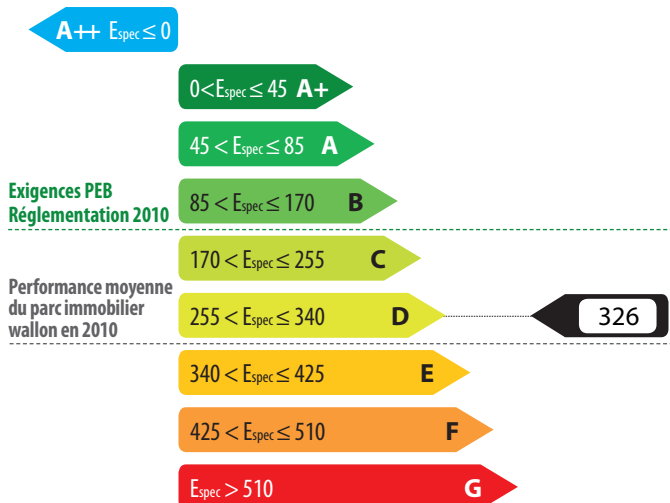 A++ Espec ≤ 0
0 < Espec ≤ 45 A+
45 < Espec ≤ 85 A
Exigences PEB
Réglementation 2010
85 < Espec ≤ 170 B
170 < Espec ≤ 255 C
Performance moyenne
du parc immobilier
wallon en 2010
255 < Espec ≤ 340 D
326
340 < Espec ≤ 425 E
425 < Espec ≤ 510 F
Espec > 510 G